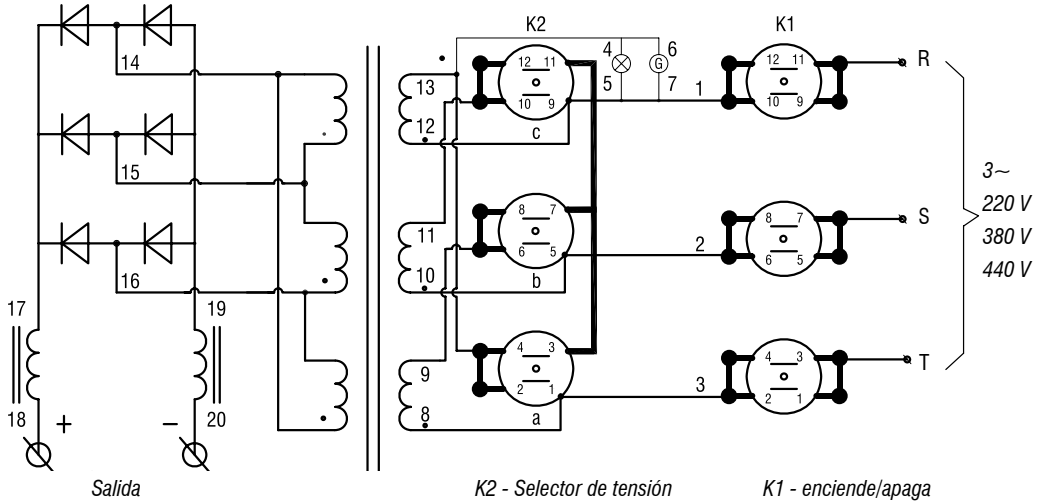 K2
K1
14
15
16
17
18
19
20
+
−
13
12
11
10
9
8
12 11
10 9
c
8 7
6 5
b
4 3
2 1
a
4
5
6
G
7
1
2
3
12 11
10 9
8 7
6 5
4 3
2 1
R
S
T
3~
220 V
380 V
440 V
Salida
K2 - Selector de tensión
K1 - enciende/apaga